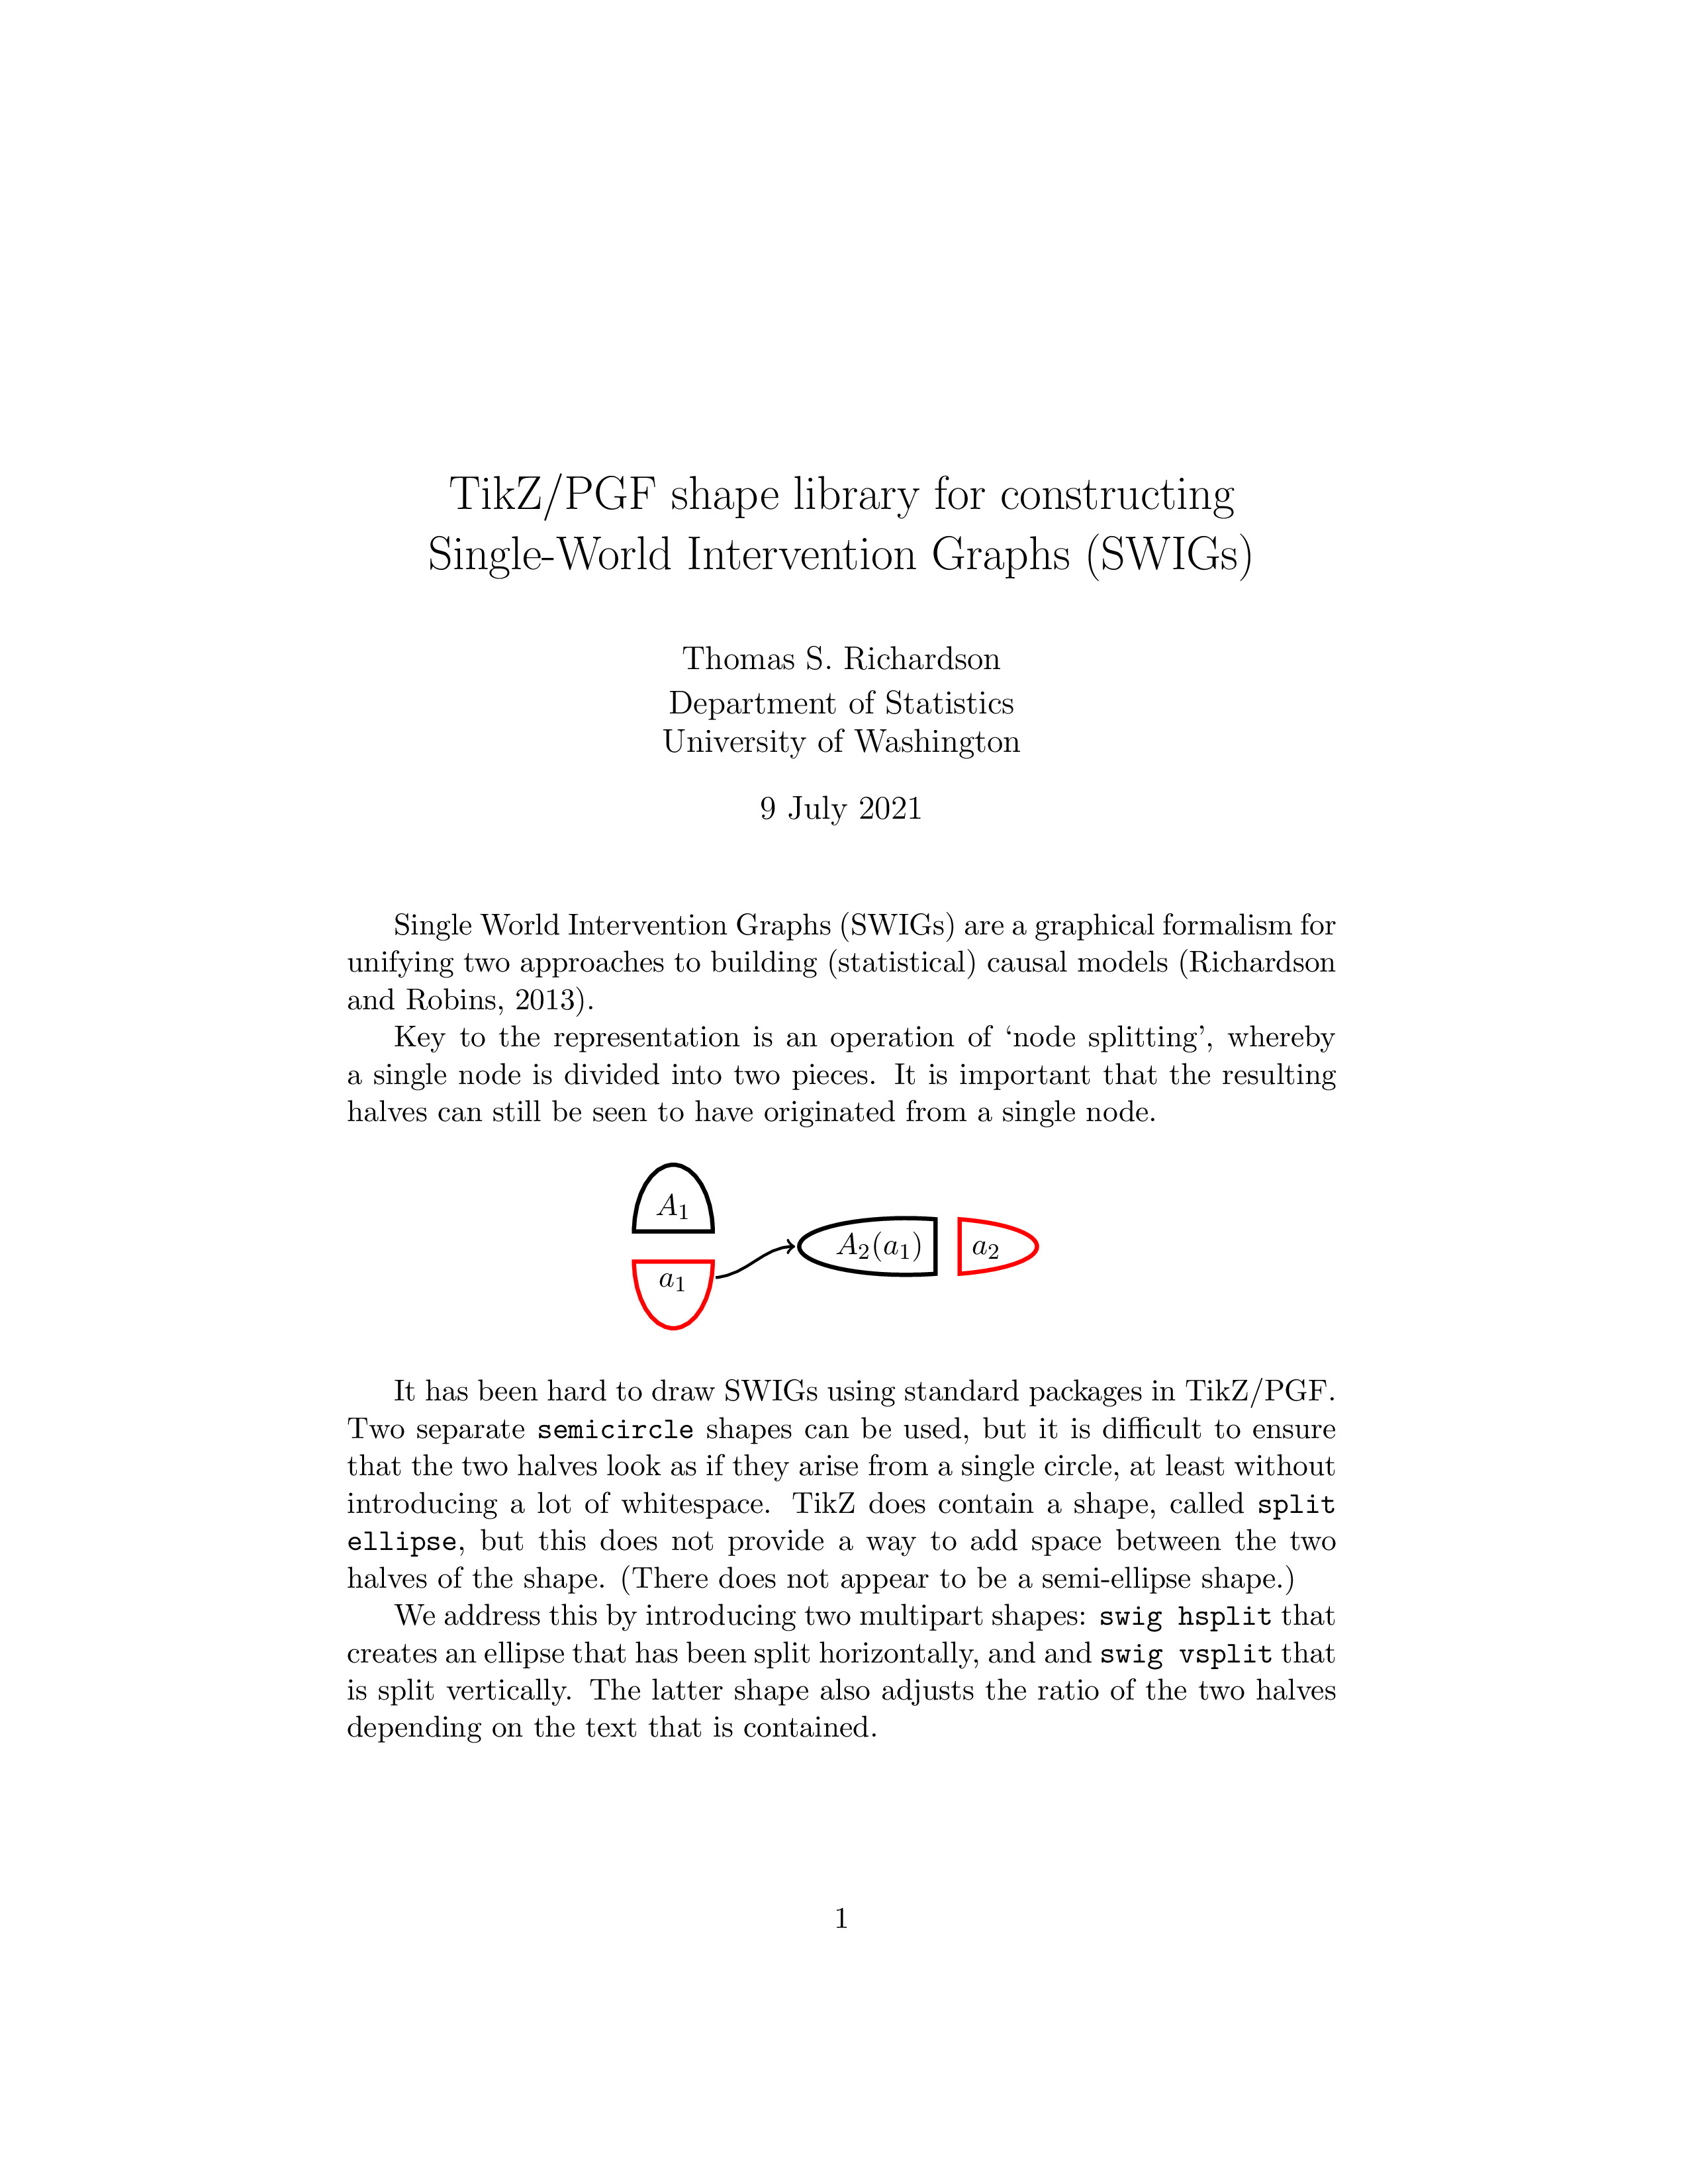 TikZ/PGF shape library for constructing
Single-World Intervention Graphs (SWIGs)
Thomas S. Richardson
Department of Statistics
University of Washington
9 July 2021
Single World Intervention Graphs (SWIGs) are a graphical formalism for
unifying two approaches to building (statistical) causal models (Richardson
and Robins, 2013).
Key to the representation is an operation of ‘node splitting’, whereby
a single node is divided into two pieces. It is important that the resulting
halves can still be seen to have originated from a single node.
A₁
a₁
A₂(a₁)
a₂
It has been hard to draw SWIGs using standard packages in TikZ/PGF.
Two separate semicircle shapes can be used, but it is difficult to ensure
that the two halves look as if they arise from a single circle, at least without
introducing a lot of whitespace. TikZ does contain a shape, called split
ellipse, but this does not provide a way to add space between the two
halves of the shape. (There does not appear to be a semi-ellipse shape.)
We address this by introducing two multipart shapes: swig hsplit that
creates an ellipse that has been split horizontally, and and swig vsplit that
is split vertically. The latter shape also adjusts the ratio of the two halves
depending on the text that is contained.
1